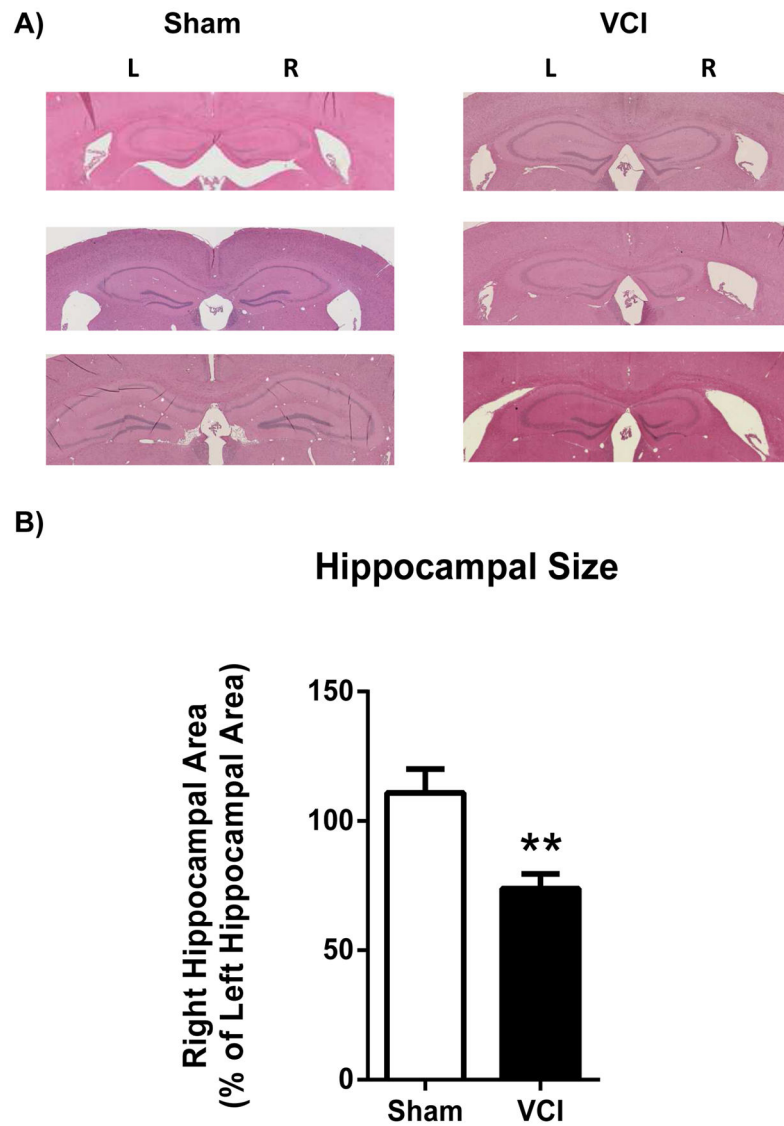 A)
Sham
VCI
L R
L R
B)
Hippocampal Size
Right Hippocampal Area
(% of Left Hippocampal Area)
150
100
50
0
**
Sham
VCI